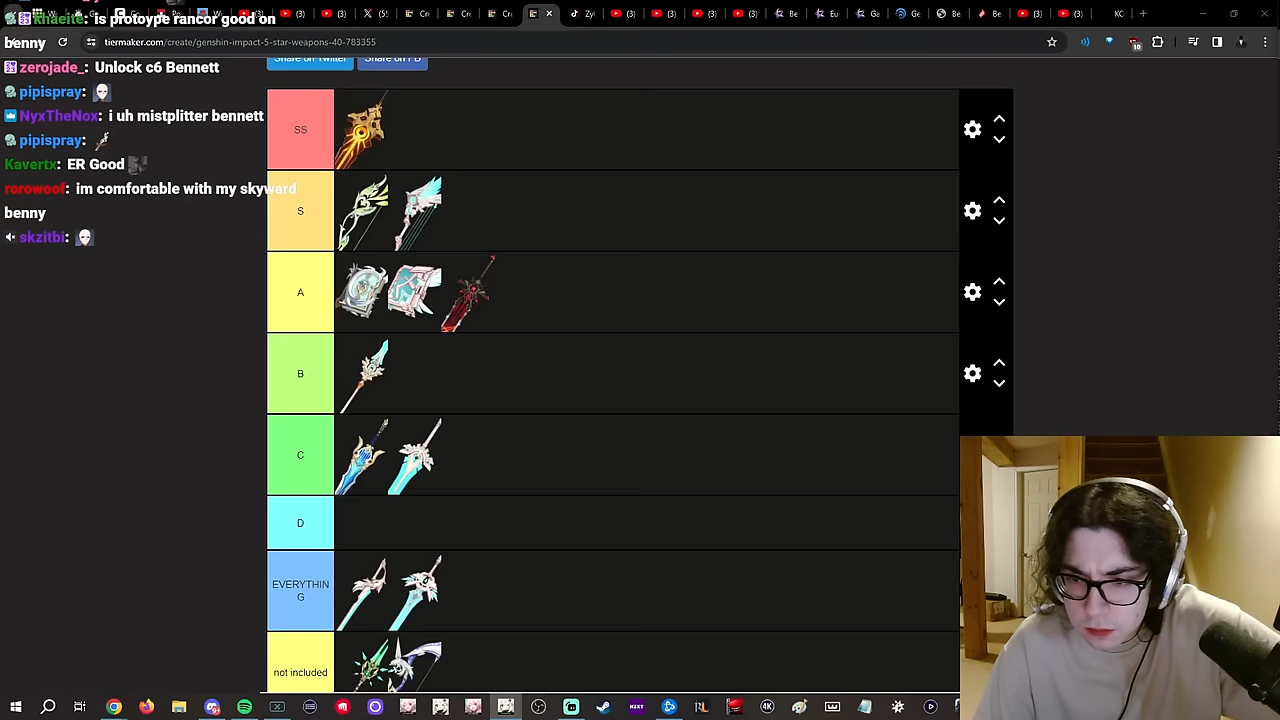 Khaeite: is protoype rancor good on
benny
zerojade_: Unlock c6 Bennett
pipispray:
NyxTheNox: i uh mistplitter bennett
pipispray:
Kavertx: ER Good
rorowoof: im comfortable with my skyward
benny
skzitbi:
tiermaker.com/create/genshin-impact-5-star-weapons-40-783355
10
Share on Twitter
Share on FB
SS
S
A
B
C
D
EVERYTHIN
G
not included